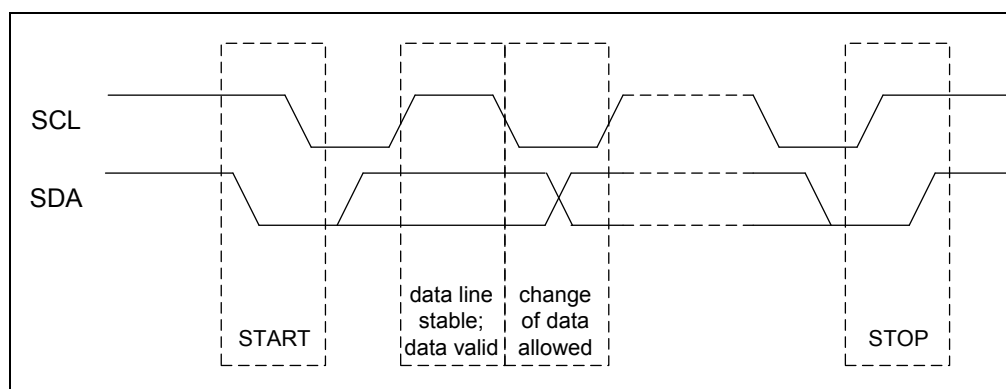 SCL
SDA
START
data line
stable;
data valid
change
of data
allowed
STOP